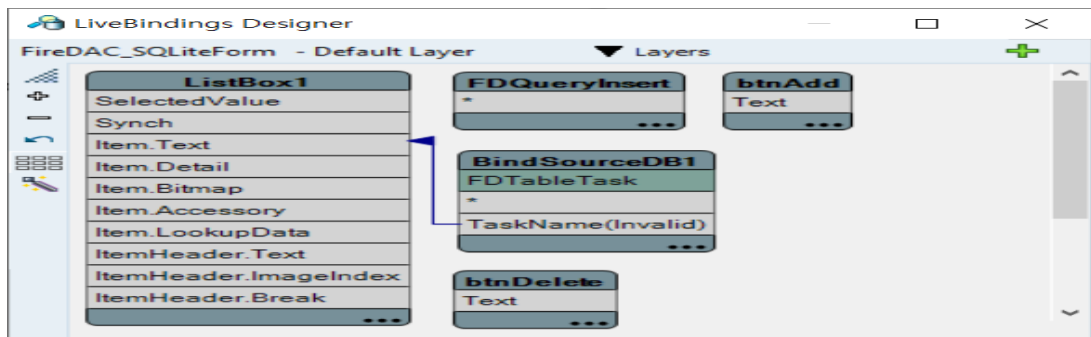 LiveBindings Designer
FireDAC_SQLiteForm - Default Layer
Layers
ListBox1
SelectedValue
Synch
Item.Text
Item.Detail
Item.Bitmap
Item.Accessory
Item.LookupData
ItemHeader.Text
ItemHeader.ImageIndex
ItemHeader.Break
...
FDQueryInsert
*
...
btnAdd
Text
...
BindSourceDB1
FDTableTask
*
TaskName(Invalid)
...
btnDelete
Text
...